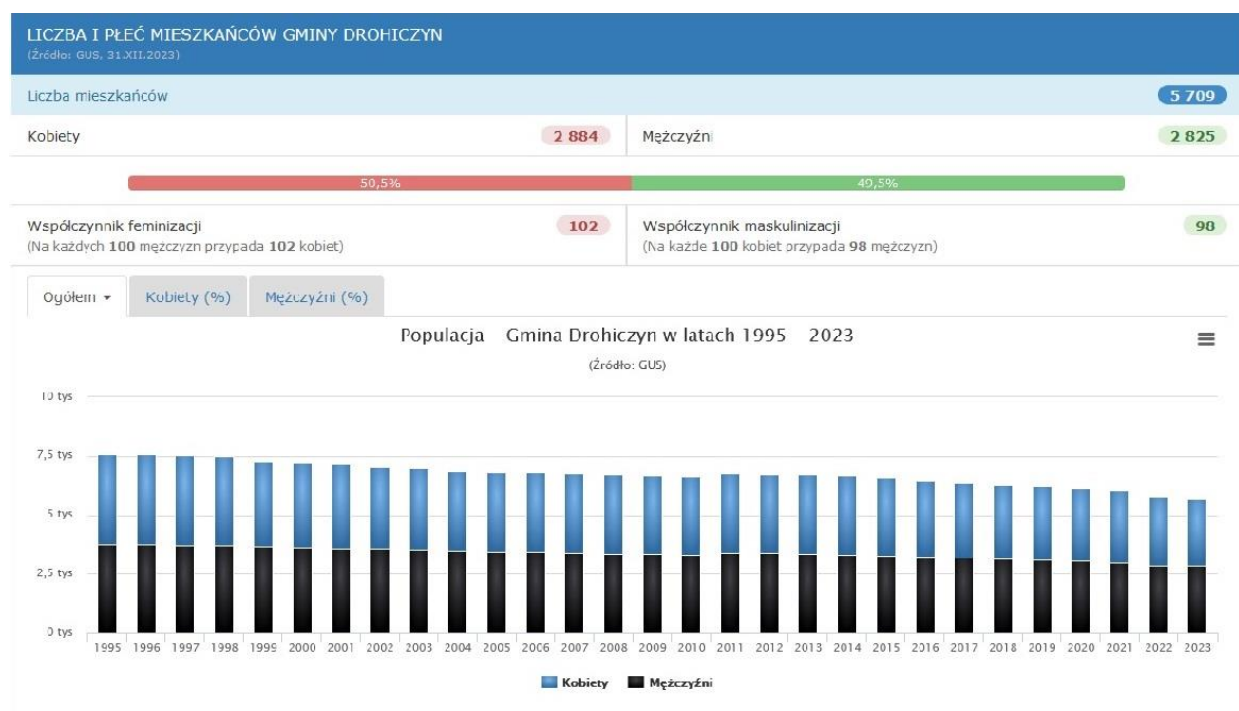 LICZBA I PŁEĆ MIESZKAŃCÓW GMINY DROHICZYN
(Źródło: GUS, 31.XII.2023)
Liczba mieszkańców 5 709
Kobiety 2 884 Mężczyźni 2 825
50,5% 49,5%
Współczynnik feminizacji 102 Współczynnik maskulinizacji 98
(Na każdych 100 mężczyzn przypada 102 kobiet) (Na każde 100 kobiet przypada 98 mężczyzn)
Ogółem Kobiety (%) Mężczyźni (%)
Populacja Gmina Drohiczyn w latach 1995 2023
(Źródło: GUS)
10 tys
7,5 tys
5 tys
2,5 tys
0 tys
1995 1996 1997 1998 1999 2000 2001 2002 2003 2004 2005 2006 2007 2008 2009 2010 2011 2012 2013 2014 2015 2016 2017 2018 2019 2020 2021 2022 2023
Kobiety Mężczyźni